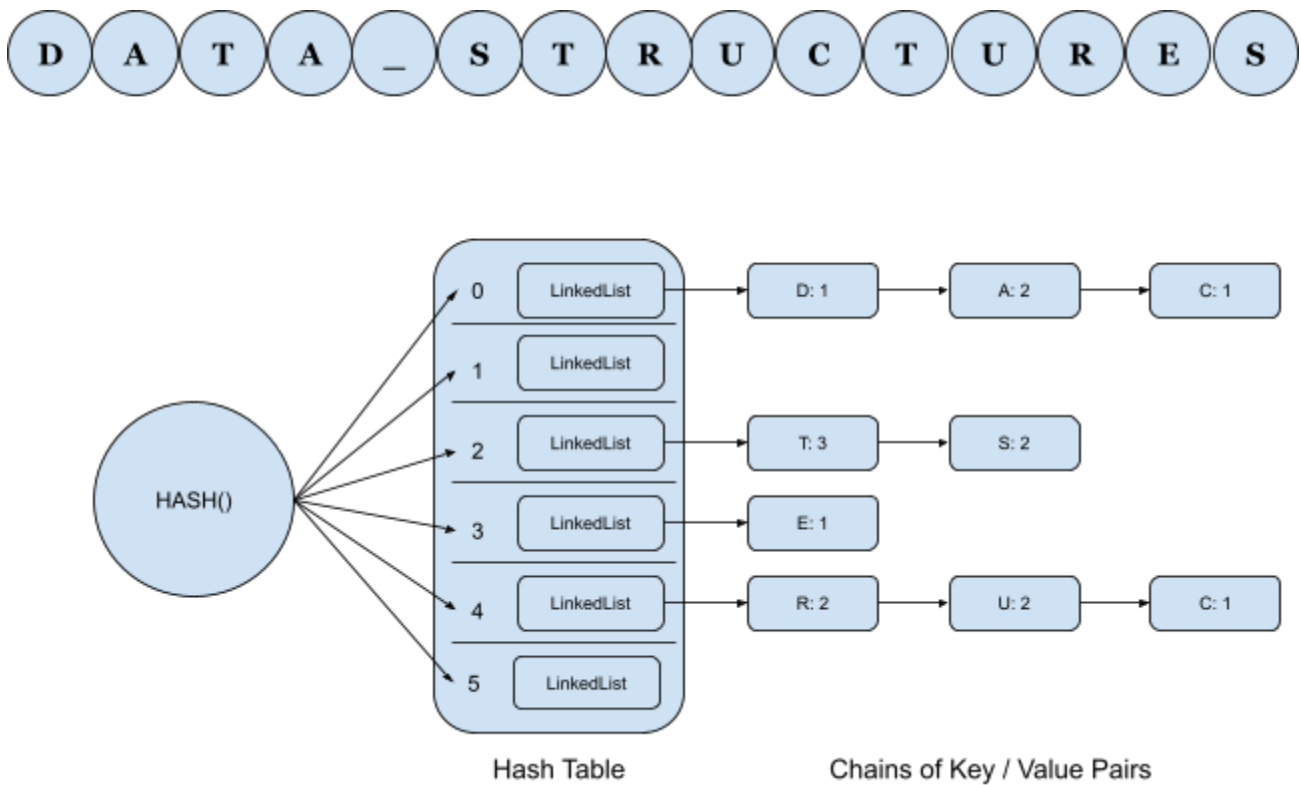 D A T A _ S T R U C T U R E S
0 LinkedList D: 1 A: 2 C: 1
1 LinkedList
2 LinkedList T: 3 S: 2
HASH()
3 LinkedList E: 1
4 LinkedList R: 2 U: 2 C: 1
5 LinkedList
Hash Table Chains of Key / Value Pairs